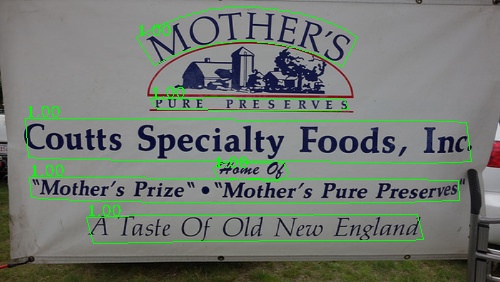 MOTHER'S
PURE PRESERVES
Coutts Specialty Foods, Inc.
Home Of
"Mother's Prize" • "Mother's Pure Preserves"
A Taste Of Old New England